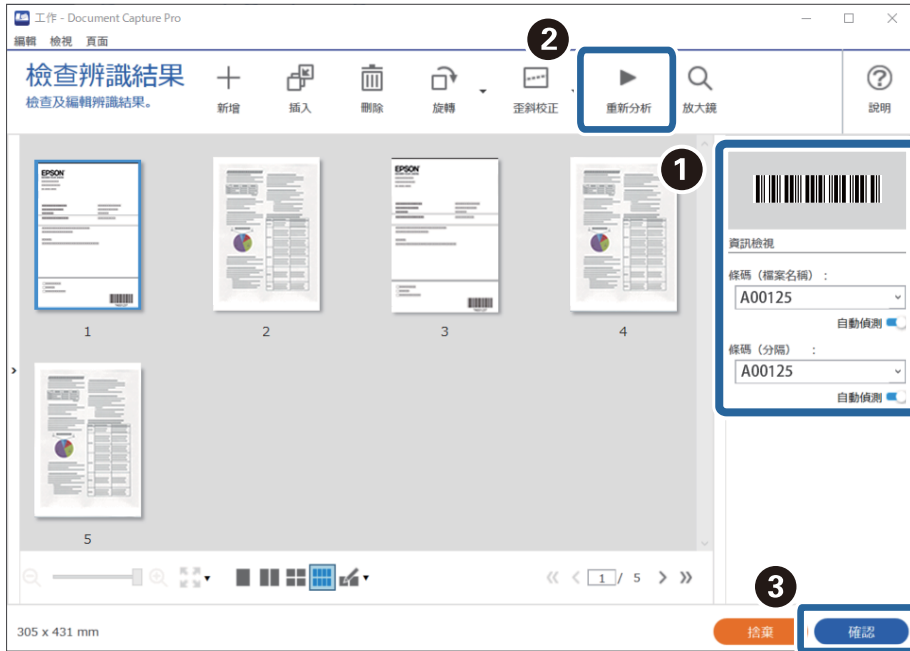 工作 - Document Capture Pro
編輯 檢視 頁面
2
檢查辨識結果
檢查及編輯辨識結果。
新增 插入 刪除 旋轉 歪斜校正 重新分析 放大鏡 說明
1
EPSON
EPSON
資訊檢視
條碼（檔案名稱）：
A00125
自動偵測
條碼（分隔）：
A00125
自動偵測
1 2 3 4
5
1 / 5
3
305 x 431 mm
捨棄 確認